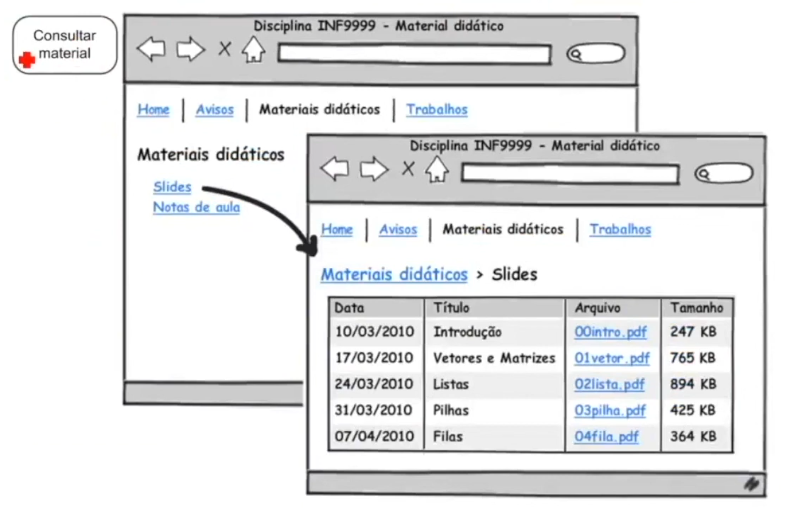 Consultar
material
Disciplina INF9999 - Material didático
Home | Avisos | Materiais didáticos | Trabalhos
Materiais didáticos
Slides
Notas de aula
Disciplina INF9999 - Material didático
Home | Avisos | Materiais didáticos | Trabalhos
Materiais didáticos > Slides
Data Título Arquivo Tamanho
10/03/2010 Introdução 00intro.pdf 247 KB
17/03/2010 Vetores e Matrizes 01vetor.pdf 765 KB
24/03/2010 Listas 02lista.pdf 894 KB
31/03/2010 Pilhas 03pilha.pdf 425 KB
07/04/2010 Filas 04fila.pdf 364 KB